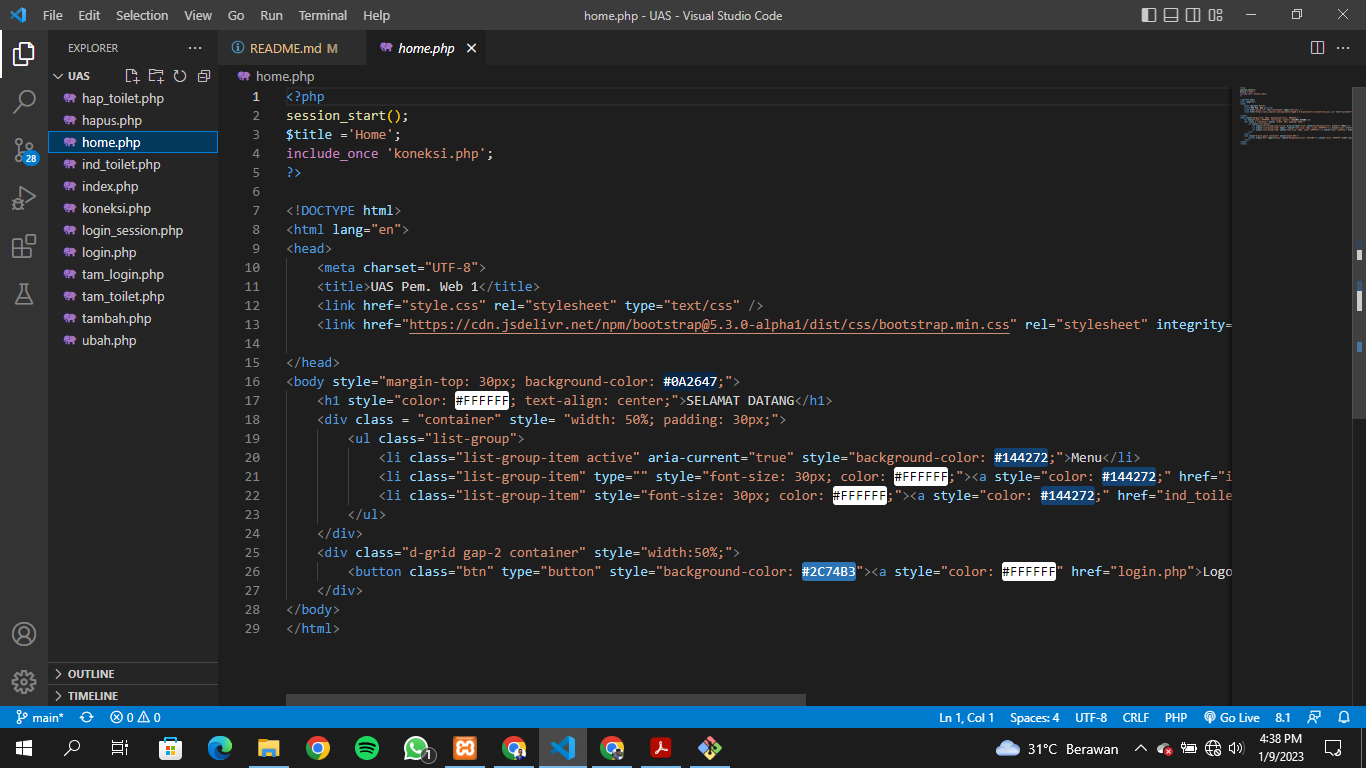 File Edit Selection View Go Run Terminal Help home.php - UAS - Visual Studio Code
EXPLORER
README.md M
home.php
UAS
hap_toilet.php
hapus.php
home.php
ind_toilet.php
index.php
koneksi.php
login_session.php
login.php
tam_login.php
tam_toilet.php
tambah.php
ubah.php
28
OUTLINE
TIMELINE
home.php
1 <?php
2 session_start();
3 $title ='Home';
4 include_once 'koneksi.php';
5 ?>
6
7 <!DOCTYPE html>
8 <html lang="en">
9 <head>
10 <meta charset="UTF-8">
11 <title>UAS Pem. Web 1</title>
12 <link href="style.css" rel="stylesheet" type="text/css" />
13 <link href="https://cdn.jsdelivr.net/npm/bootstrap@5.3.0-alpha1/dist/css/bootstrap.min.css" rel="stylesheet" integrity=
14
15 </head>
16 <body style="margin-top: 30px; background-color: #0A2647;">
17 <h1 style="color: #FFFFFF; text-align: center;">SELAMAT DATANG</h1>
18 <div class = "container" style= "width: 50%; padding: 30px;">
19 <ul class="list-group">
20 <li class="list-group-item active" aria-current="true" style="background-color: #144272;">Menu</li>
21 <li class="list-group-item" type="" style="font-size: 30px; color: #FFFFFF;"><a style="color: #144272;" href="i
22 <li class="list-group-item" style="font-size: 30px; color: #FFFFFF;"><a style="color: #144272;" href="ind_toile
23 </ul>
24 </div>
25 <div class="d-grid gap-2 container" style="width:50%;">
26 <button class="btn" type="button" style="background-color: #2C74B3"><a style="color: #FFFFFF" href="login.php">Logo
27 </div>
28 </body>
29 </html>
main* 0 0 Ln 1, Col 1 Spaces: 4 UTF-8 CRLF PHP Go Live 8.1
1
31°C Berawan
4:38 PM
1/9/2023